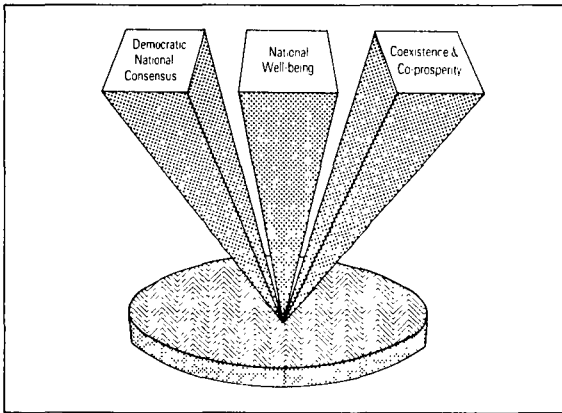 Democratic
National
Consensus
National
Well-being
Coexistence &
Co-prosperity